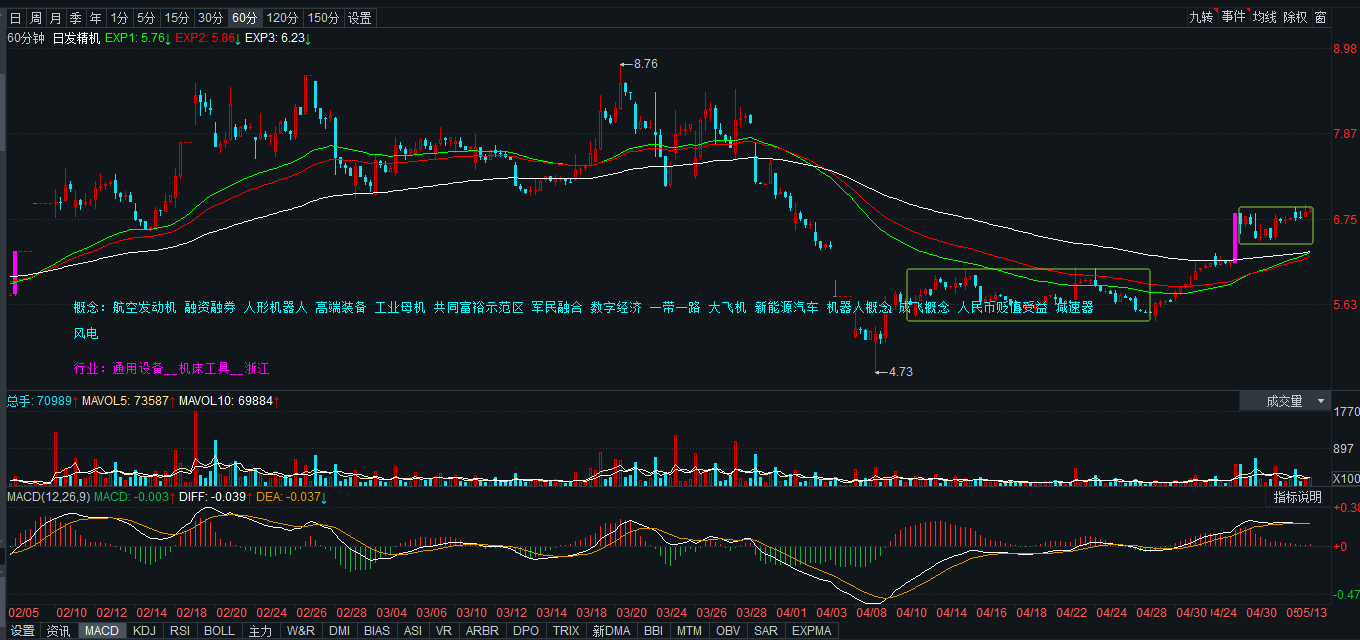 日 周 月 季 年 1分 5分 15分 30分 60分 120分 150分 设置 九转 事件 均线 除权 窗
60分钟 日发精机 EXP1: 5.76↓ EXP2: 5.86↓ EXP3: 6.23↓
8.98
←8.76
7.87
6.75
5.63
概念：航空发动机 融资融券 人形机器人 高端装备 工业母机 共同富裕示范区 军民融合 数字经济 一带一路 大飞机 新能源汽车 机器人概念 成飞概念 人民币贬值受益 减速器
风电
行业：通用设备__机床工具__浙江
←4.73
总手: 70989↑ MAVOL5: 73587↑ MAVOL10: 69884↑ 成交量
1770
897
X100
MACD(12,26,9) MACD: -0.003↑ DIFF: -0.039↑ DEA: -0.037↓ 指标说明
+0.38
+0
-0.47
02/05 02/10 02/12 02/14 02/18 02/20 02/24 02/26 02/28 03/04 03/06 03/10 03/12 03/14 03/18 03/20 03/24 03/26 03/28 04/01 04/03 04/08 04/10 04/14 04/16 04/18 04/22 04/24 04/28 04/30 04/24 04/30 05/13
设置 资讯 MACD KDJ RSI BOLL 主力 W&R DMI BIAS ASI VR ARBR DPO TRIX 新DMA BBI MTM OBV SAR EXPMA